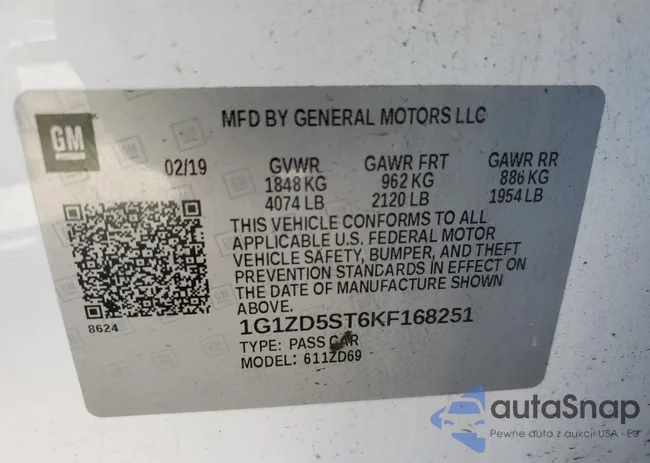 GM
MFD BY GENERAL MOTORS LLC
02/19 GVWR GAWR FRT GAWR RR
1848 KG 962 KG 886 KG
4074 LB 2120 LB 1954 LB
THIS VEHICLE CONFORMS TO ALL
APPLICABLE U.S. FEDERAL MOTOR
VEHICLE SAFETY, BUMPER, AND THEFT
PREVENTION STANDARDS IN EFFECT ON
THE DATE OF MANUFACTURE SHOWN
ABOVE.
8624
1G1ZD5ST6KF168251
TYPE: PASS CAR
MODEL: 611ZD69
autaSnap
Pewne auta z aukcji USA - EU